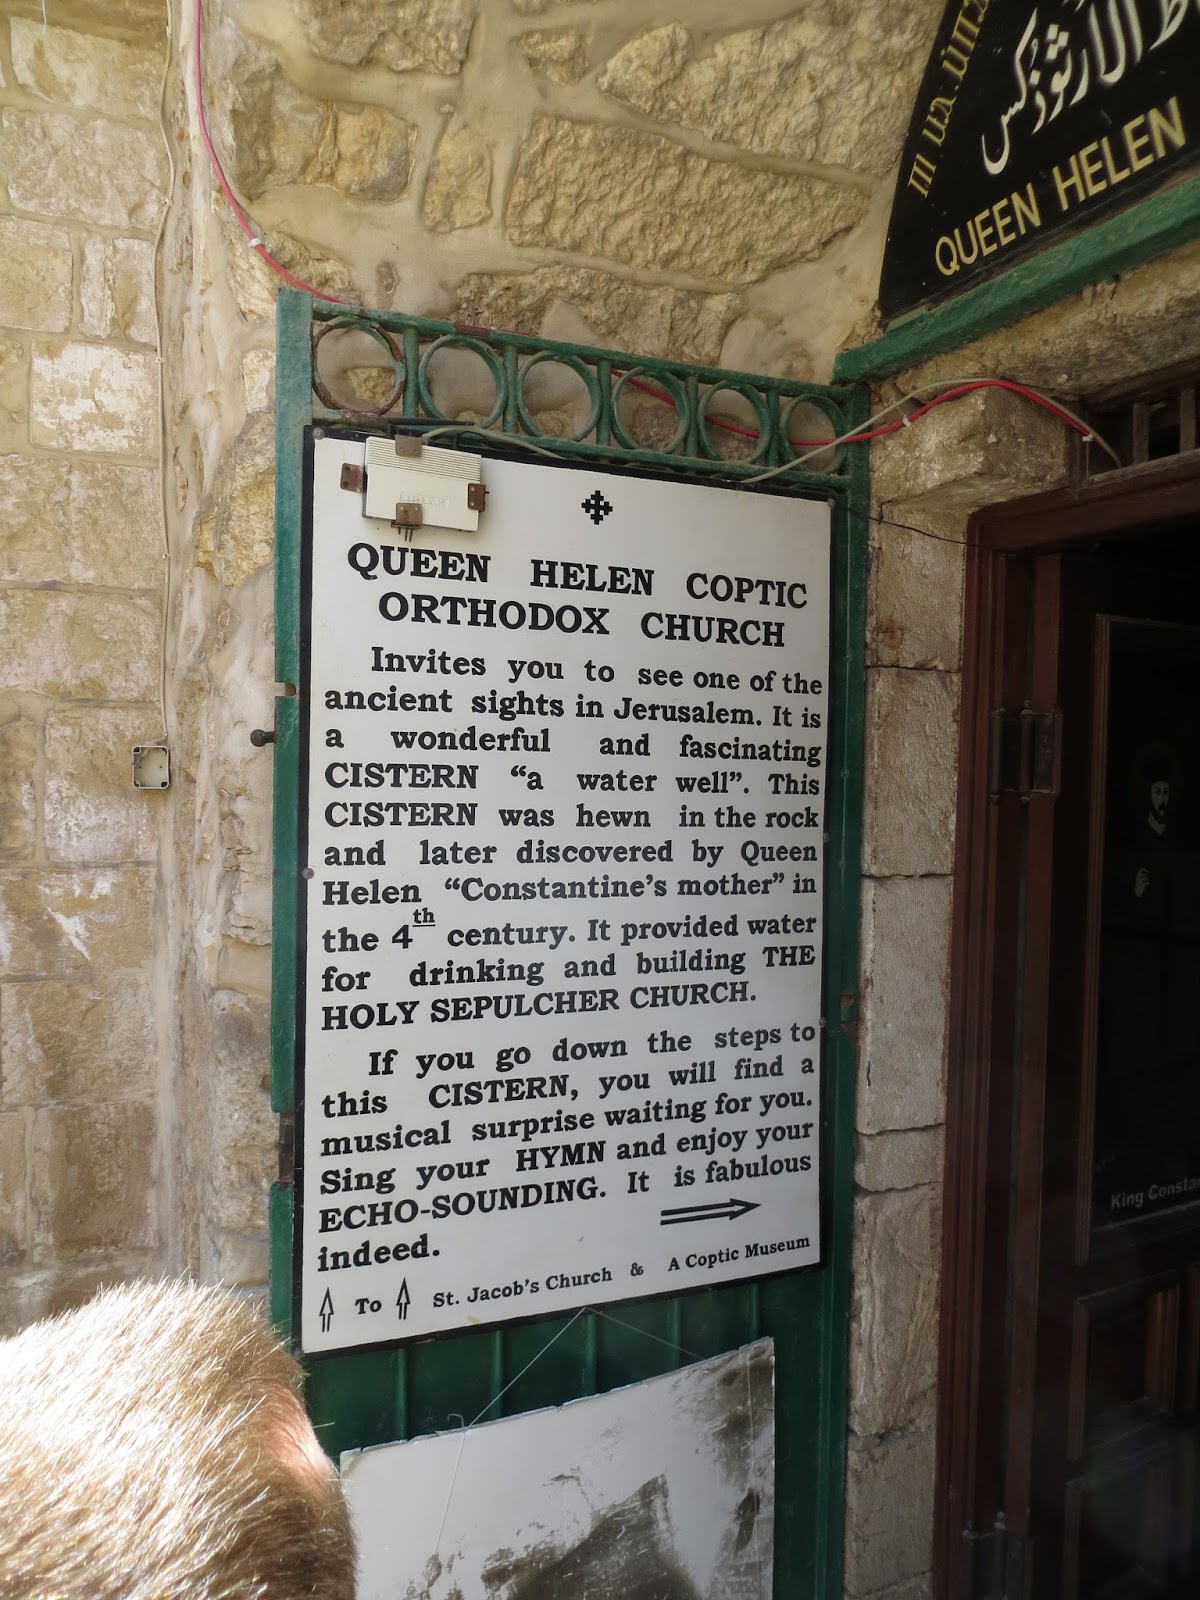 الأرثوذكس
QUEEN HELEN
QUEEN HELEN COPTIC
ORTHODOX CHURCH
Invites you to see one of the
ancient sights in Jerusalem. It is
a wonderful and fascinating
CISTERN “a water well”. This
CISTERN was hewn in the rock
and later discovered by Queen
Helen “Constantine’s mother” in
the 4th century. It provided water
for drinking and building THE
HOLY SEPULCHER CHURCH.
If you go down the steps to
this CISTERN, you will find a
musical surprise waiting for you.
Sing your HYMN and enjoy your
ECHO-SOUNDING. It is fabulous
indeed.
To St. Jacob’s Church & A Coptic Museum
King